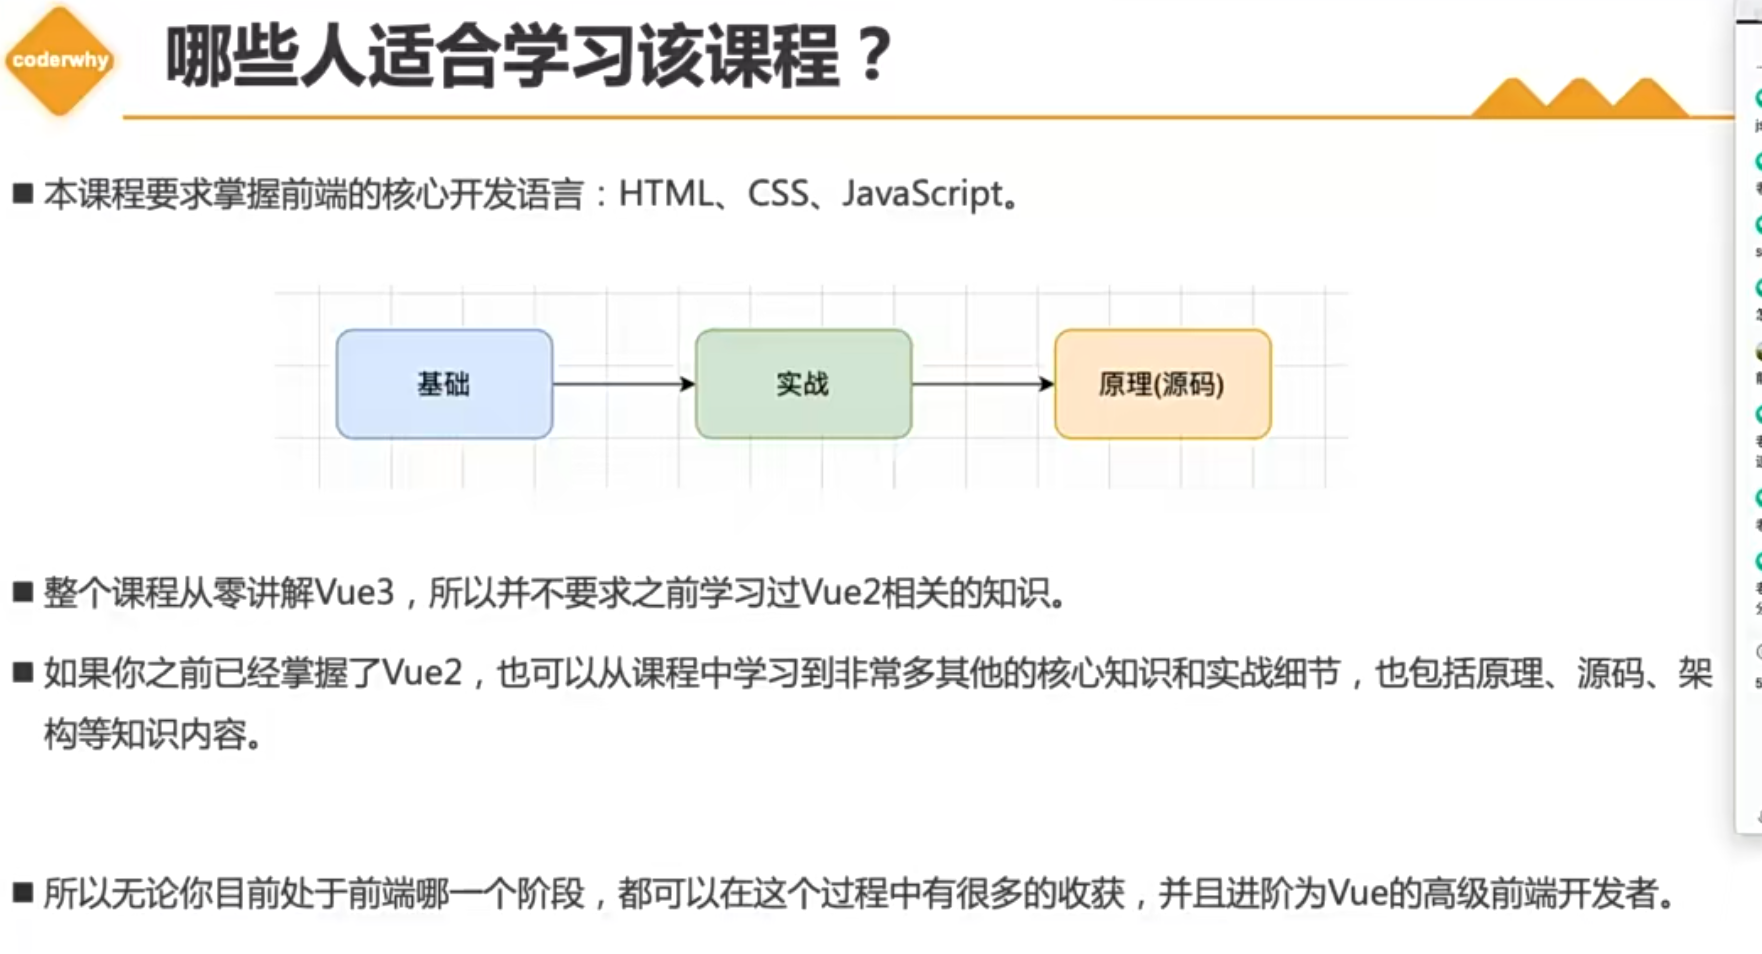 coderwhy
哪些人适合学习该课程？
■ 本课程要求掌握前端的核心开发语言：HTML、CSS、JavaScript。
基础
实战
原理(源码)
■ 整个课程从零讲解Vue3，所以并不要求之前学习过Vue2相关的知识。
■ 如果你之前已经掌握了Vue2，也可以从课程中学习到非常多其他的核心知识和实战细节，也包括原理、源码、架
构等知识内容。
■ 所以无论你目前处于前端哪一个阶段，都可以在这个过程中有很多的收获，并且进阶为Vue的高级前端开发者。